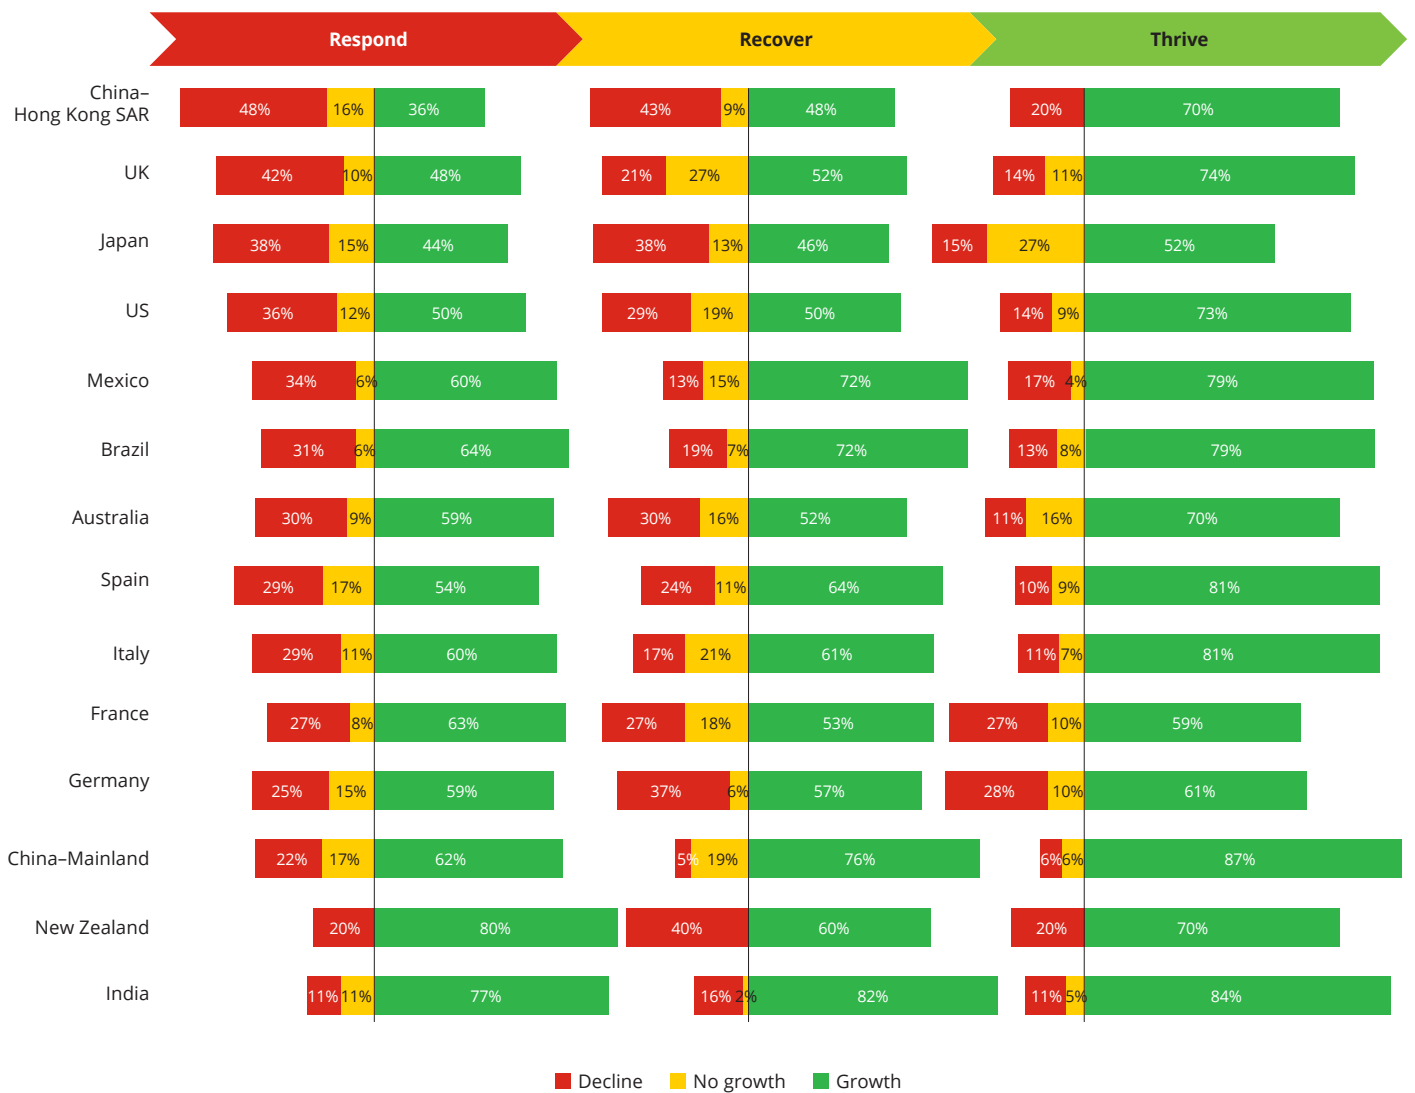 Respond Recover Thrive
China–
Hong Kong SAR
48% 16% 36% 43% 9% 48% 20% 70%
UK 42% 10% 48% 21% 27% 52% 14% 11% 74%
Japan 38% 15% 44% 38% 13% 46% 15% 27% 52%
US 36% 12% 50% 29% 19% 50% 14% 9% 73%
Mexico 34% 6% 60% 13% 15% 72% 17% 4% 79%
Brazil 31% 6% 64% 19% 7% 72% 13% 8% 79%
Australia 30% 9% 59% 30% 16% 52% 11% 16% 70%
Spain 29% 17% 54% 24% 11% 64% 10% 9% 81%
Italy 29% 11% 60% 17% 21% 61% 11% 7% 81%
France 27% 8% 63% 27% 18% 53% 27% 10% 59%
Germany 25% 15% 59% 37% 6% 57% 28% 10% 61%
China–Mainland 22% 17% 62% 5% 19% 76% 6% 6% 87%
New Zealand 20% 80% 40% 60% 20% 70%
India 11% 11% 77% 16% 2% 82% 11% 5% 84%
Decline No growth Growth